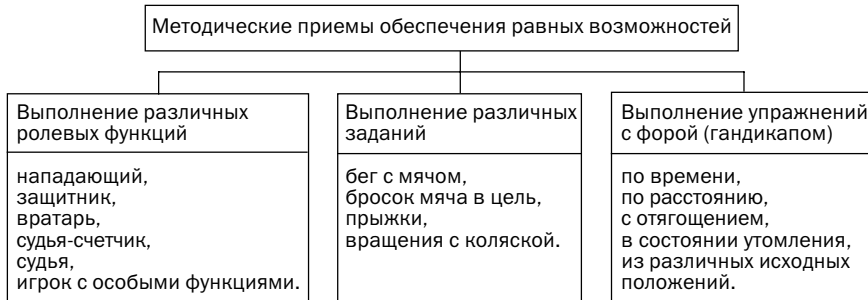 Методические приемы обеспечения равных возможностей
Выполнение различных
ролевых функций
нападающий,
защитник,
вратарь,
судья-счетчик,
судья,
игрок с особыми функциями.
Выполнение различных
заданий
бег с мячом,
бросок мяча в цель,
прыжки,
вращения с коляской.
Выполнение упражнений
с форой (гандикапом)
по времени,
по расстоянию,
с отягощением,
в состоянии утомления,
из различных исходных
положений.